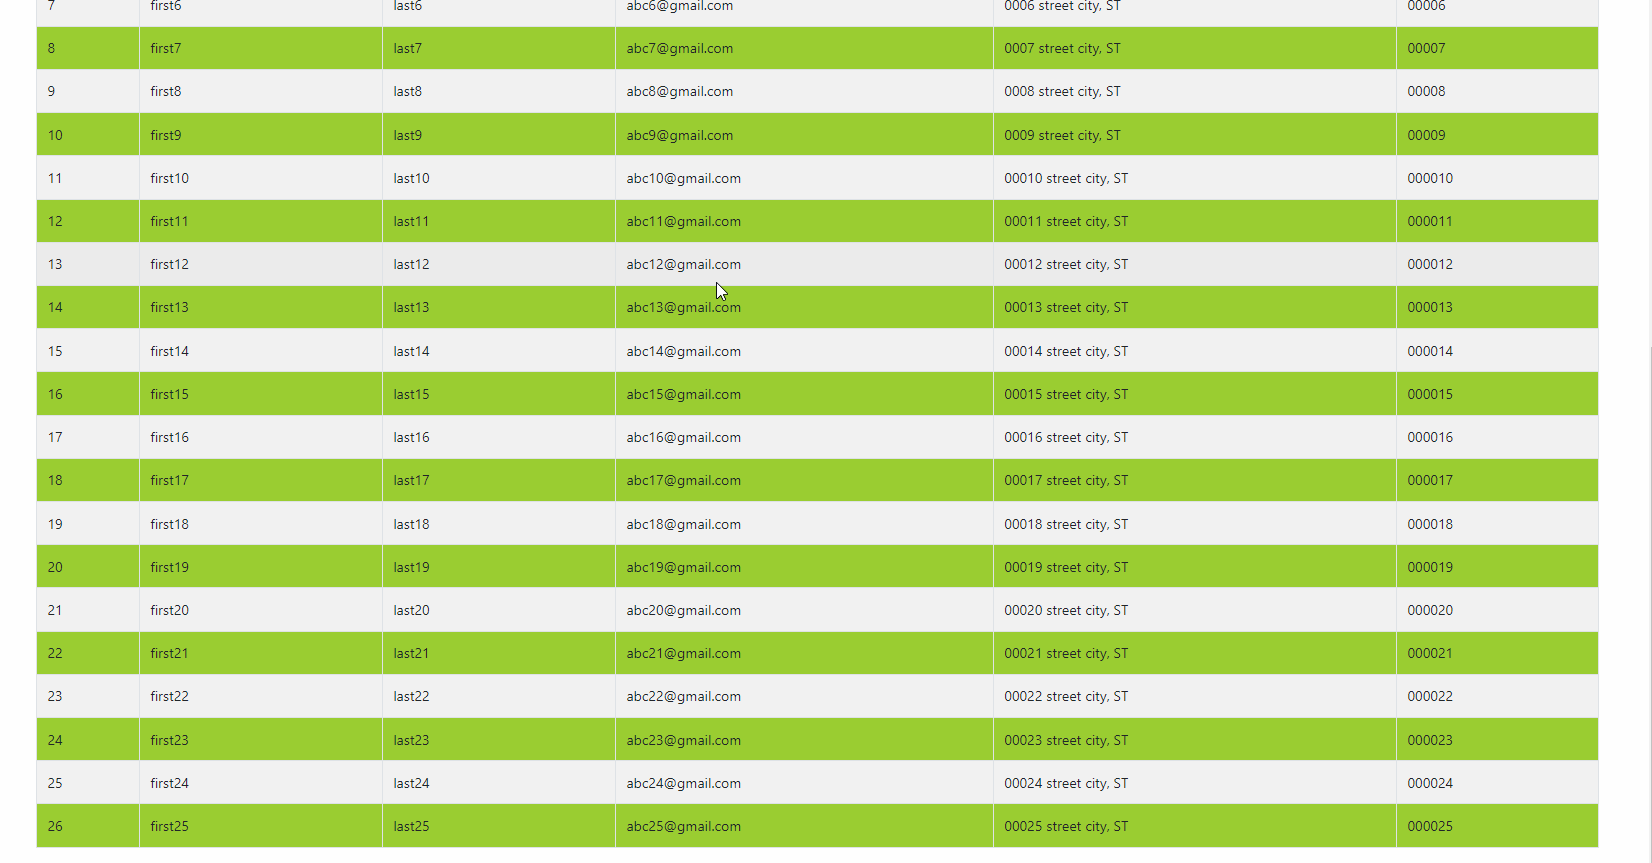 7 first6 last6 abc6@gmail.com 0006 street city, ST 00006
8 first7 last7 abc7@gmail.com 0007 street city, ST 00007
9 first8 last8 abc8@gmail.com 0008 street city, ST 00008
10 first9 last9 abc9@gmail.com 0009 street city, ST 00009
11 first10 last10 abc10@gmail.com 00010 street city, ST 000010
12 first11 last11 abc11@gmail.com 00011 street city, ST 000011
13 first12 last12 abc12@gmail.com 00012 street city, ST 000012
14 first13 last13 abc13@gmail.com 00013 street city, ST 000013
15 first14 last14 abc14@gmail.com 00014 street city, ST 000014
16 first15 last15 abc15@gmail.com 00015 street city, ST 000015
17 first16 last16 abc16@gmail.com 00016 street city, ST 000016
18 first17 last17 abc17@gmail.com 00017 street city, ST 000017
19 first18 last18 abc18@gmail.com 00018 street city, ST 000018
20 first19 last19 abc19@gmail.com 00019 street city, ST 000019
21 first20 last20 abc20@gmail.com 00020 street city, ST 000020
22 first21 last21 abc21@gmail.com 00021 street city, ST 000021
23 first22 last22 abc22@gmail.com 00022 street city, ST 000022
24 first23 last23 abc23@gmail.com 00023 street city, ST 000023
25 first24 last24 abc24@gmail.com 00024 street city, ST 000024
26 first25 last25 abc25@gmail.com 00025 street city, ST 000025